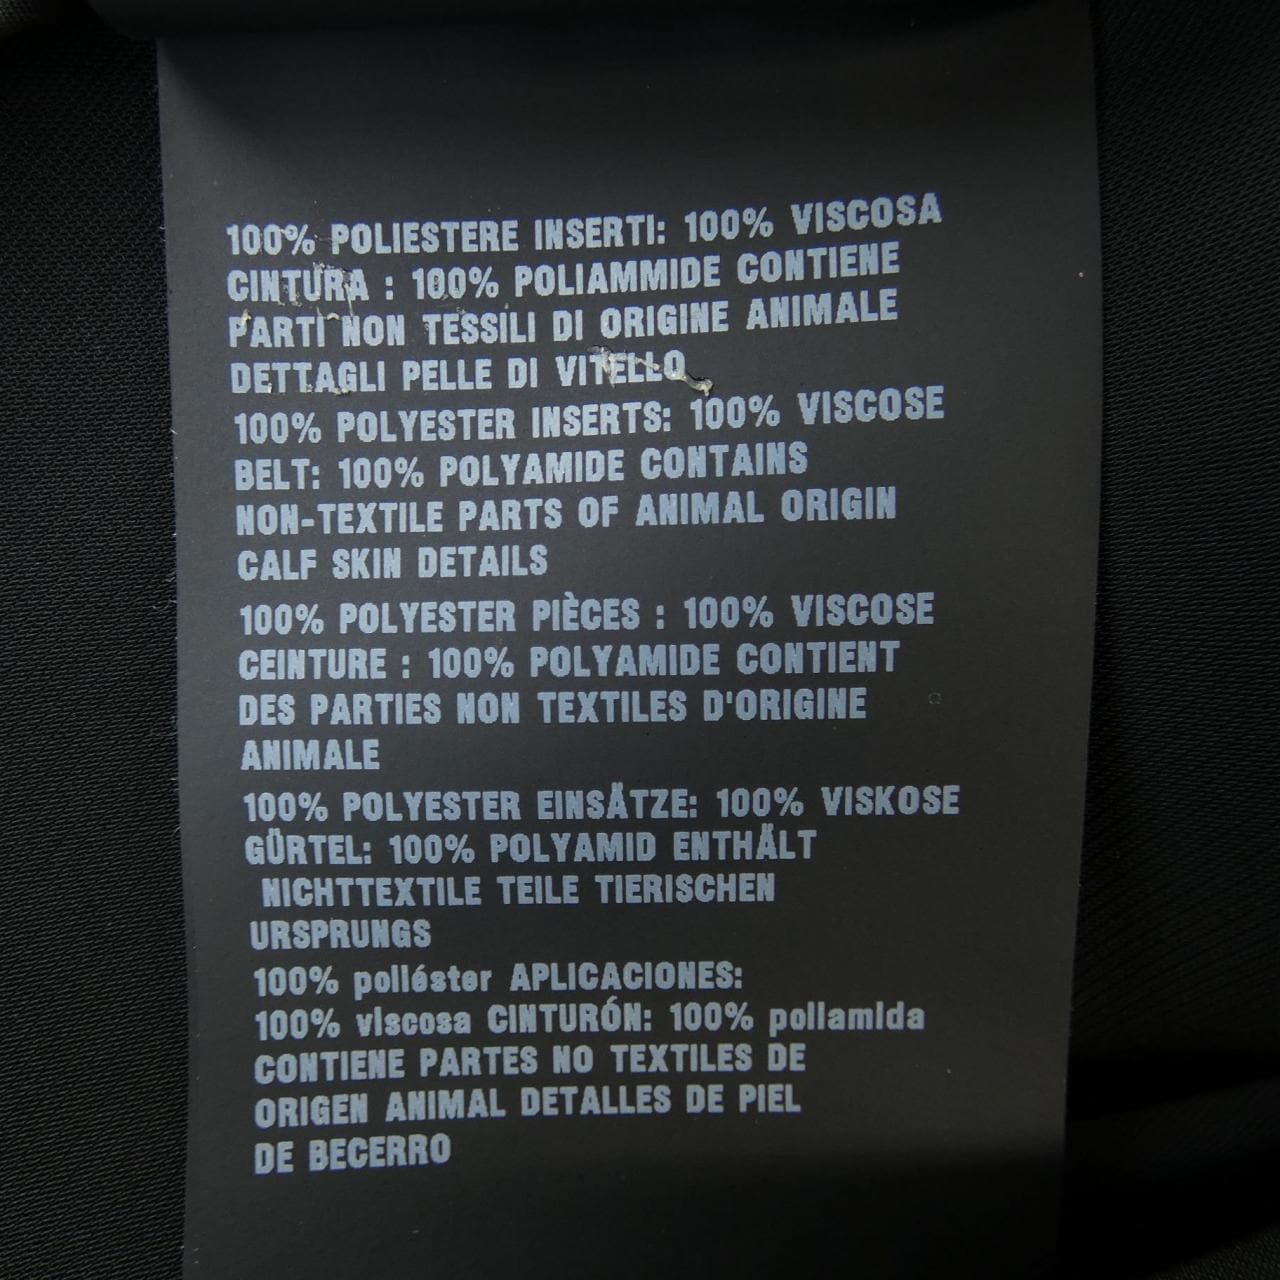 100% POLIESTERE INSERTI: 100% VISCOSA
CINTURA : 100% POLIAMMIDE CONTIENE
PARTI NON TESSILI DI ORIGINE ANIMALE
DETTAGLI PELLE DI VITELLO
100% POLYESTER INSERTS: 100% VISCOSE
BELT: 100% POLYAMIDE CONTAINS
NON-TEXTILE PARTS OF ANIMAL ORIGIN
CALF SKIN DETAILS
100% POLYESTER PIÈCES : 100% VISCOSE
CEINTURE : 100% POLYAMIDE CONTIENT
DES PARTIES NON TEXTILES D'ORIGINE
ANIMALE
100% POLYESTER EINSÄTZE: 100% VISKOSE
GÜRTEL: 100% POLYAMID ENTHÄLT
NICHTTEXTILE TEILE TIERISCHEN
URSPRUNGS
100% poliéster APLICACIONES:
100% viscosa CINTURÓN: 100% poliamida
CONTIENE PARTES NO TEXTILES DE
ORIGEN ANIMAL DETALLES DE PIEL
DE BECERRO